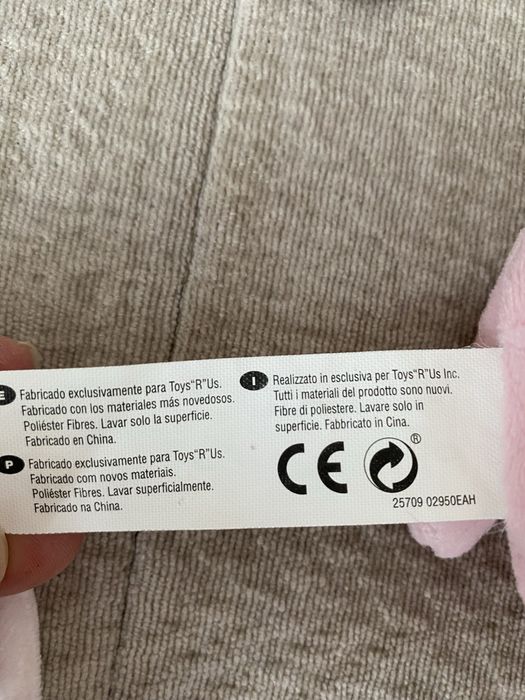 E Fabricado exclusivamente para Toys"R"Us.
Fabricado con los materiales más novedosos.
Poliéster Fibres. Lavar solo la superficie.
Fabricado en China.
P Fabricado exclusivamente para Toys"R"Us.
Fabricado com novos materiais.
Poliéster Fibres. Lavar superficialmente.
Fabricado na China.
I Realizzato in esclusiva per Toys"R"Us Inc.
Tutti i materiali del prodotto sono nuovi.
Fibre di poliestere. Lavare solo in
superficie. Fabbricato in Cina.
CE ®
25709 02950EAH